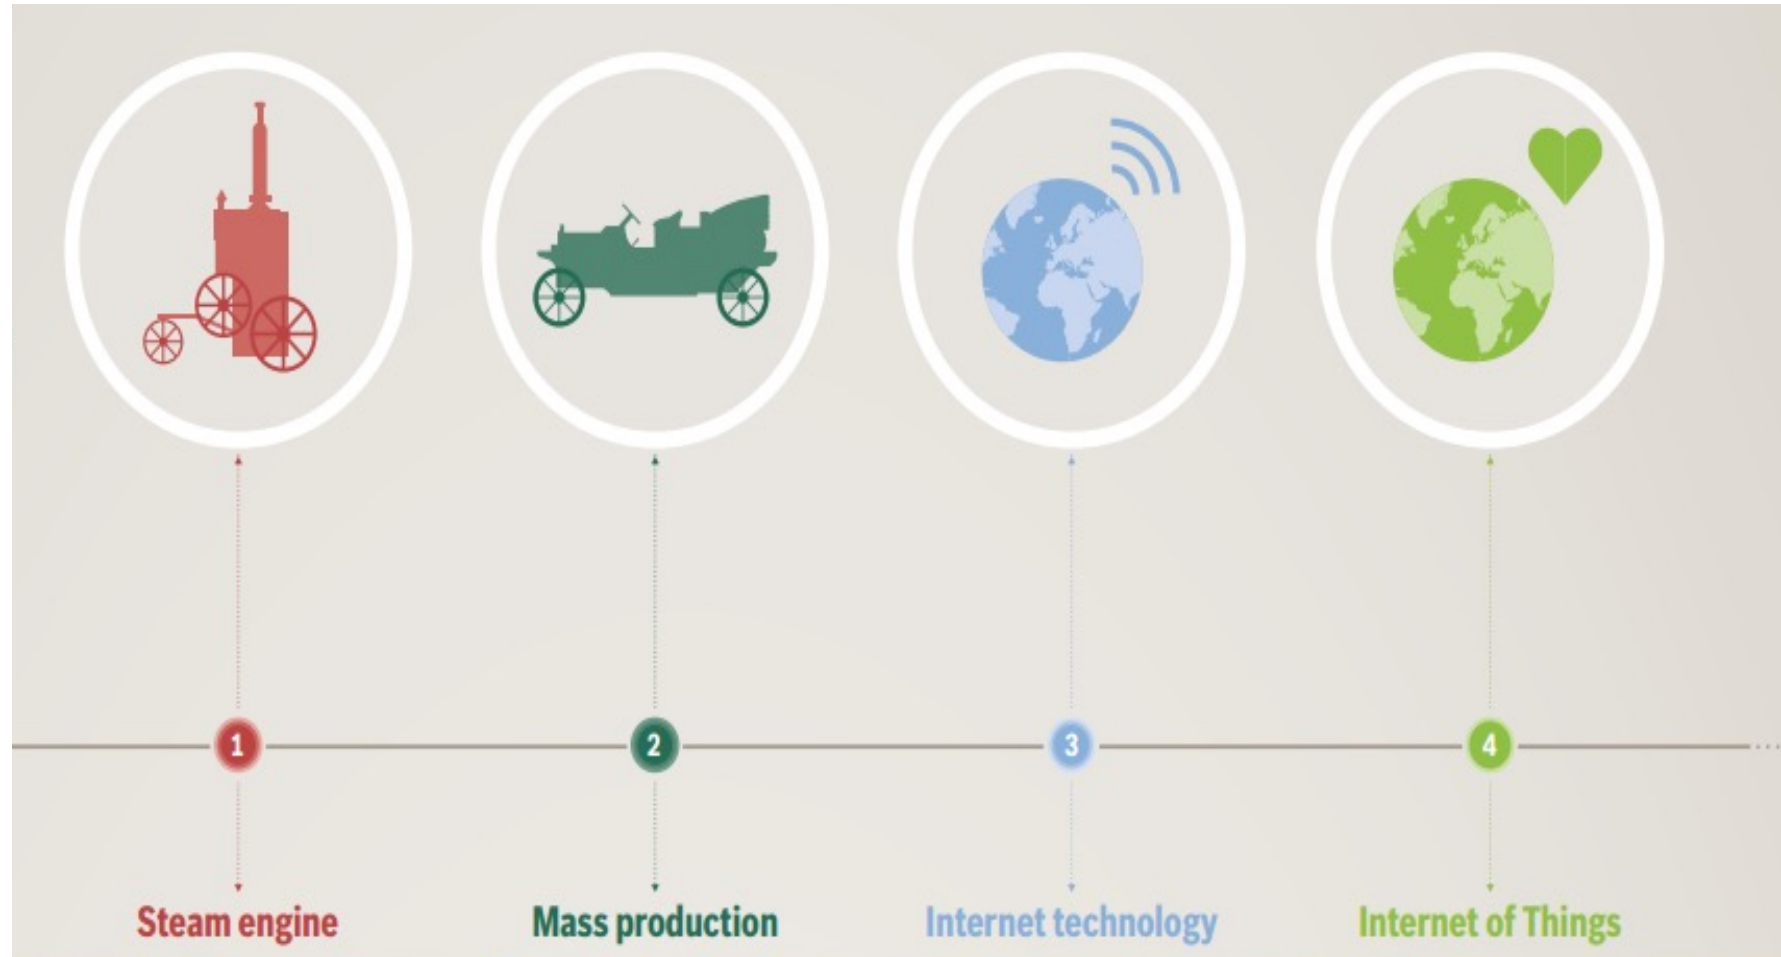 1
2
3
4
Steam engine
Mass production
Internet technology
Internet of Things